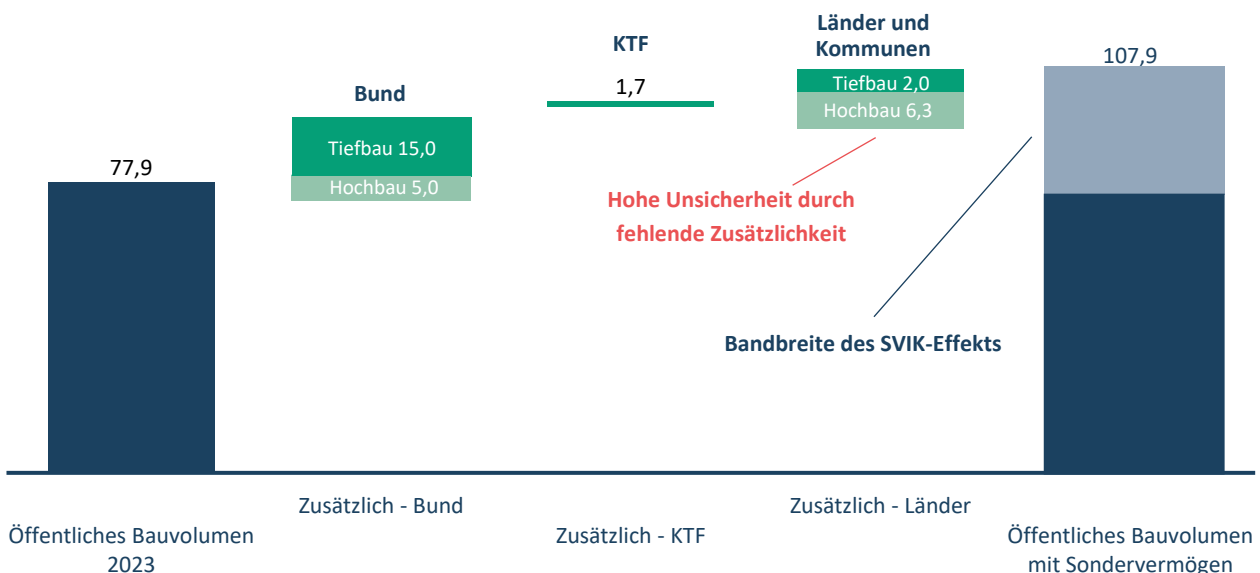 77,9
Bund
Tiefbau 15,0
Hochbau 5,0
KTF
1,7
Länder und
Kommunen
Tiefbau 2,0
Hochbau 6,3
107,9
Hohe Unsicherheit durch
fehlende Zusätzlichkeit
Bandbreite des SVIK-Effekts
Öffentliches Bauvolumen
2023
Zusätzlich - Bund
Zusätzlich - KTF
Zusätzlich - Länder
Öffentliches Bauvolumen
mit Sondervermögen